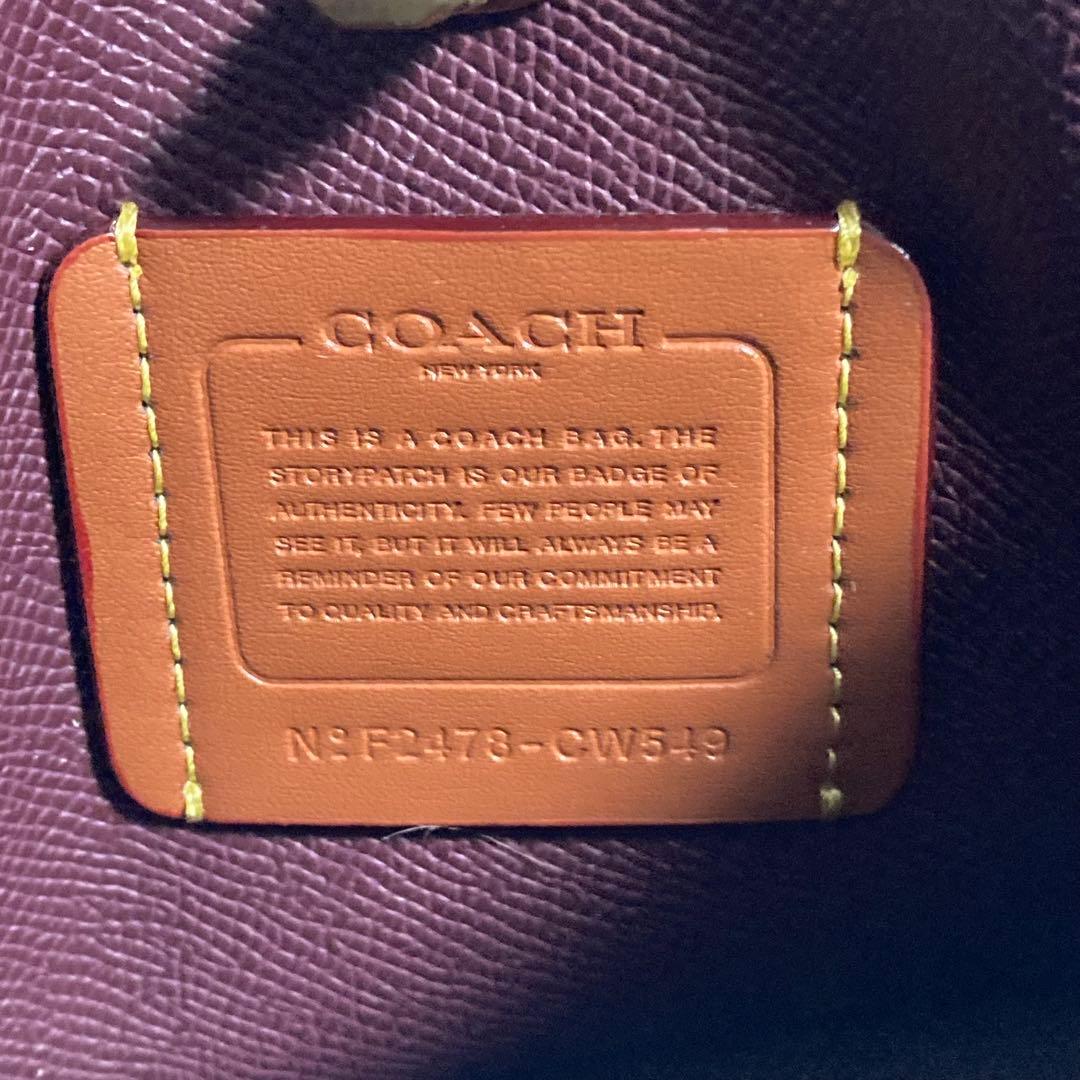 COACH
NEW YORK
THIS IS A COACH BAG. THE
STORYPATCH IS OUR BADGE OF
AUTHENTICITY. FEW PEOPLE MAY
SEE IT, BUT IT WILL ALWAYS BE A
REMINDER OF OUR COMMITMENT
TO QUALITY AND CRAFTSMANSHIP.
Nº F2478-CW549